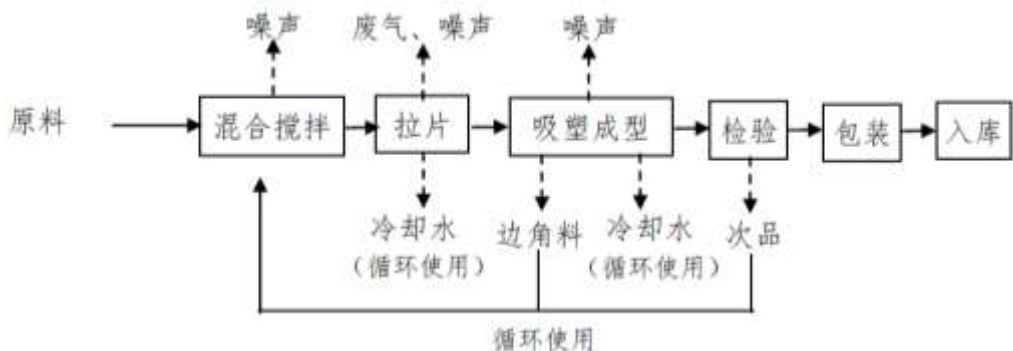 噪声 废气、噪声 噪声
原料 混合搅拌 拉片 吸塑成型 检验 包装 入库
冷却水 边角料 冷却水 次品
（循环使用） （循环使用）
循环使用